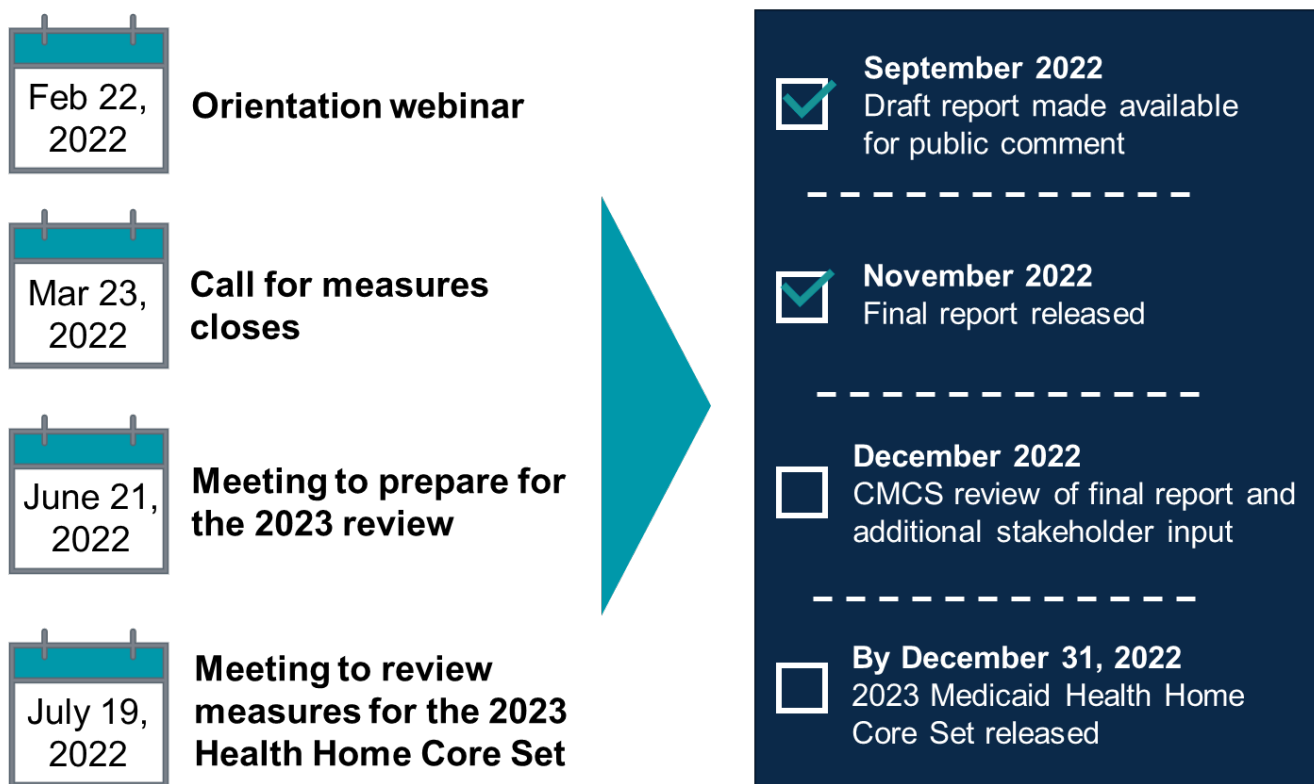 Feb 22,
2022
Orientation webinar
Mar 23,
2022
Call for measures
closes
June 21,
2022
Meeting to prepare for
the 2023 review
July 19,
2022
Meeting to review
measures for the 2023
Health Home Core Set
September 2022
Draft report made available
for public comment
November 2022
Final report released
December 2022
CMCS review of final report and
additional stakeholder input
By December 31, 2022
2023 Medicaid Health Home
Core Set released